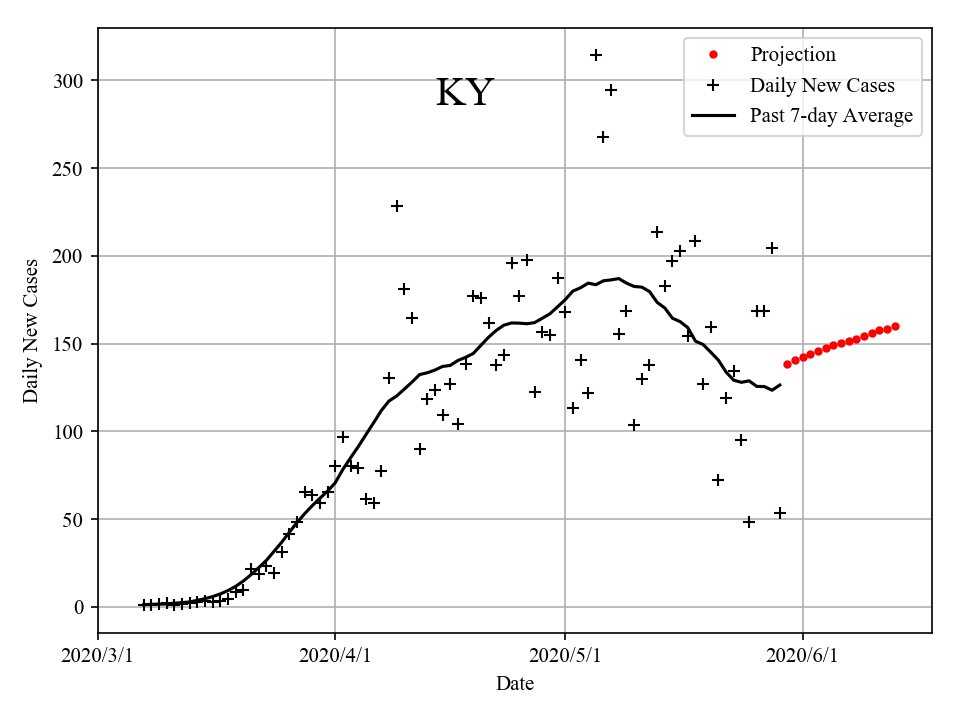 KY
Projection
Daily New Cases
Past 7-day Average
300
250
200
150
100
50
0
Daily New Cases
2020/3/1 2020/4/1 2020/5/1 2020/6/1
Date